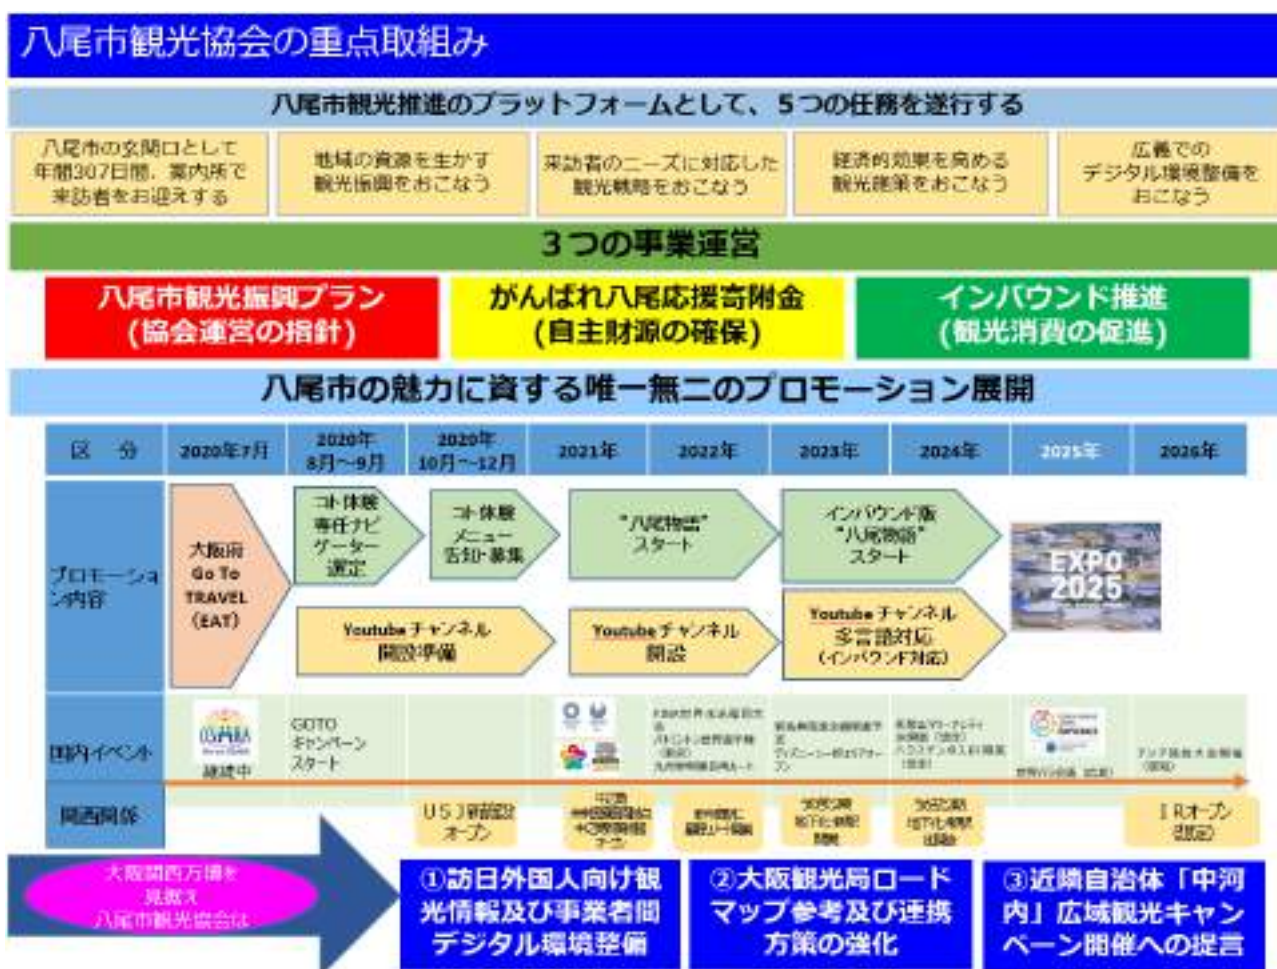 八尾市観光協会の重点取組み
八尾市観光推進のプラットフォームとして、5つの任務を遂行する
八尾市の玄関口として
年間307日間、案内所で
来訪者をお迎えする
地域の資源を生かす
観光振興をおこなう
来訪者のニーズに対応した
観光戦略をおこなう
経済的効果を高める
観光施策をおこなう
広義での
デジタル環境整備を
おこなう
3つの事業運営
八尾市観光振興プラン
(協会運営の指針)
がんばれ八尾応援寄附金
(自主財源の確保)
インバウンド推進
(観光消費の促進)
八尾市の魅力に資する唯一無二のプロモーション展開
区 分
2020年7月
2020年
8月～9月
2020年
10月～12月
2021年
2022年
2023年
2024年
2025年
2026年
プロモーショ
ン内容
大阪府
Go To
TRAVEL
(EAT)
コト体験
専任ナビ
ゲーター
選定
コト体験
メニュー
告知・募集
"八尾物語"
スタート
インバウンド版
"八尾物語"
スタート
EXPO
2025
Youtubeチャンネル
開設準備
Youtubeチャンネル
開設
Youtubeチャンネル
多言語対応
(インバウンド対応)
国内イベント
継続中
GOTO
キャンペーン
スタート
関西関係
USJ新施設
オープン
IRオープン
大阪関西万博を
見据え
八尾市観光協会は
①訪日外国人向け観
光情報及び事業者間
デジタル環境整備
②大阪観光局ロード
マップ参考及び連携
方策の強化
③近隣自治体「中河
内」広域観光キャン
ペーン開催への提言